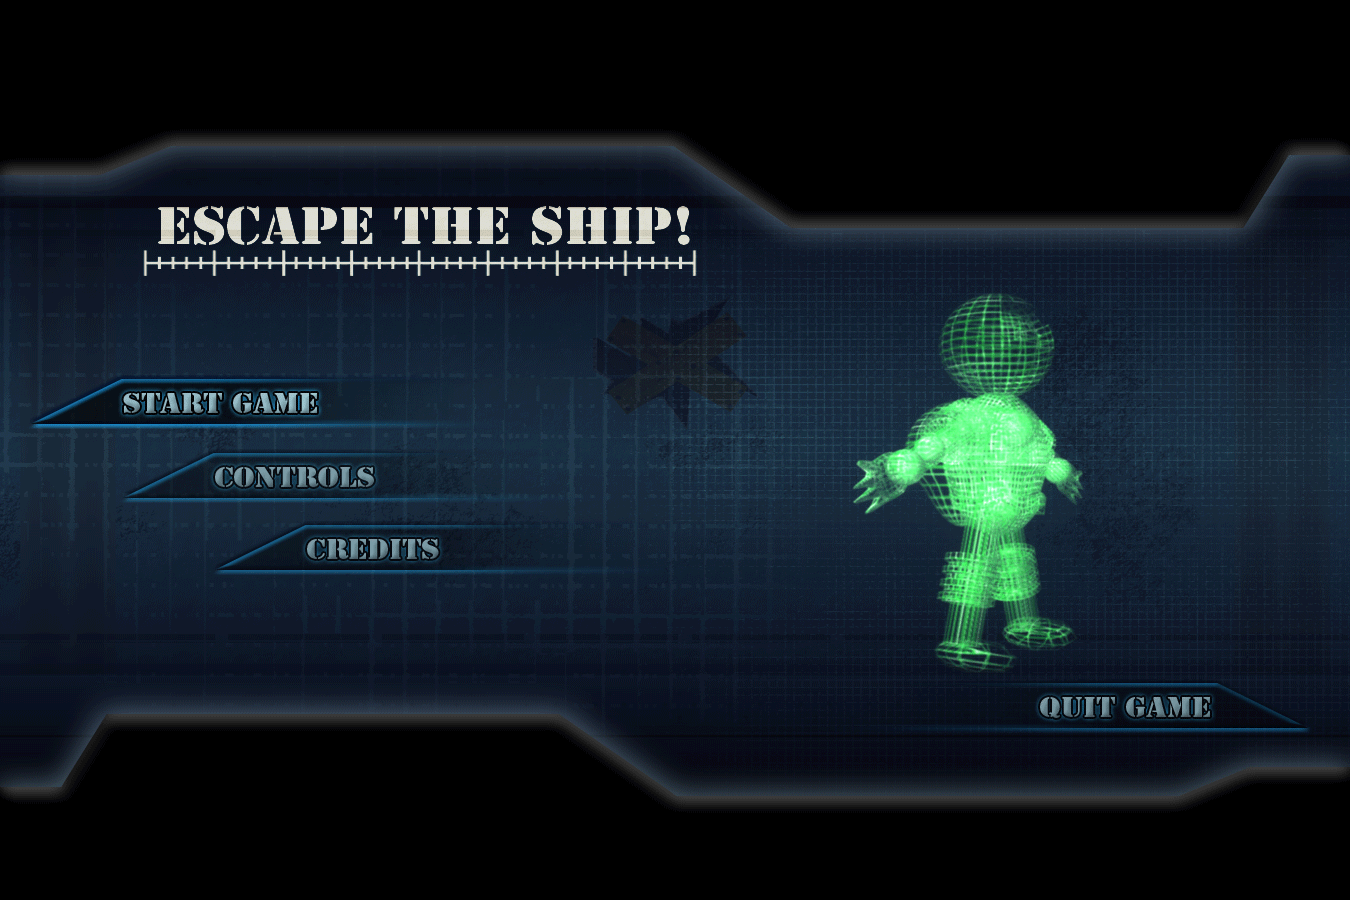 ESCAPE THE SHIP!
START GAME
CONTROLS
CREDITS
QUIT GAME